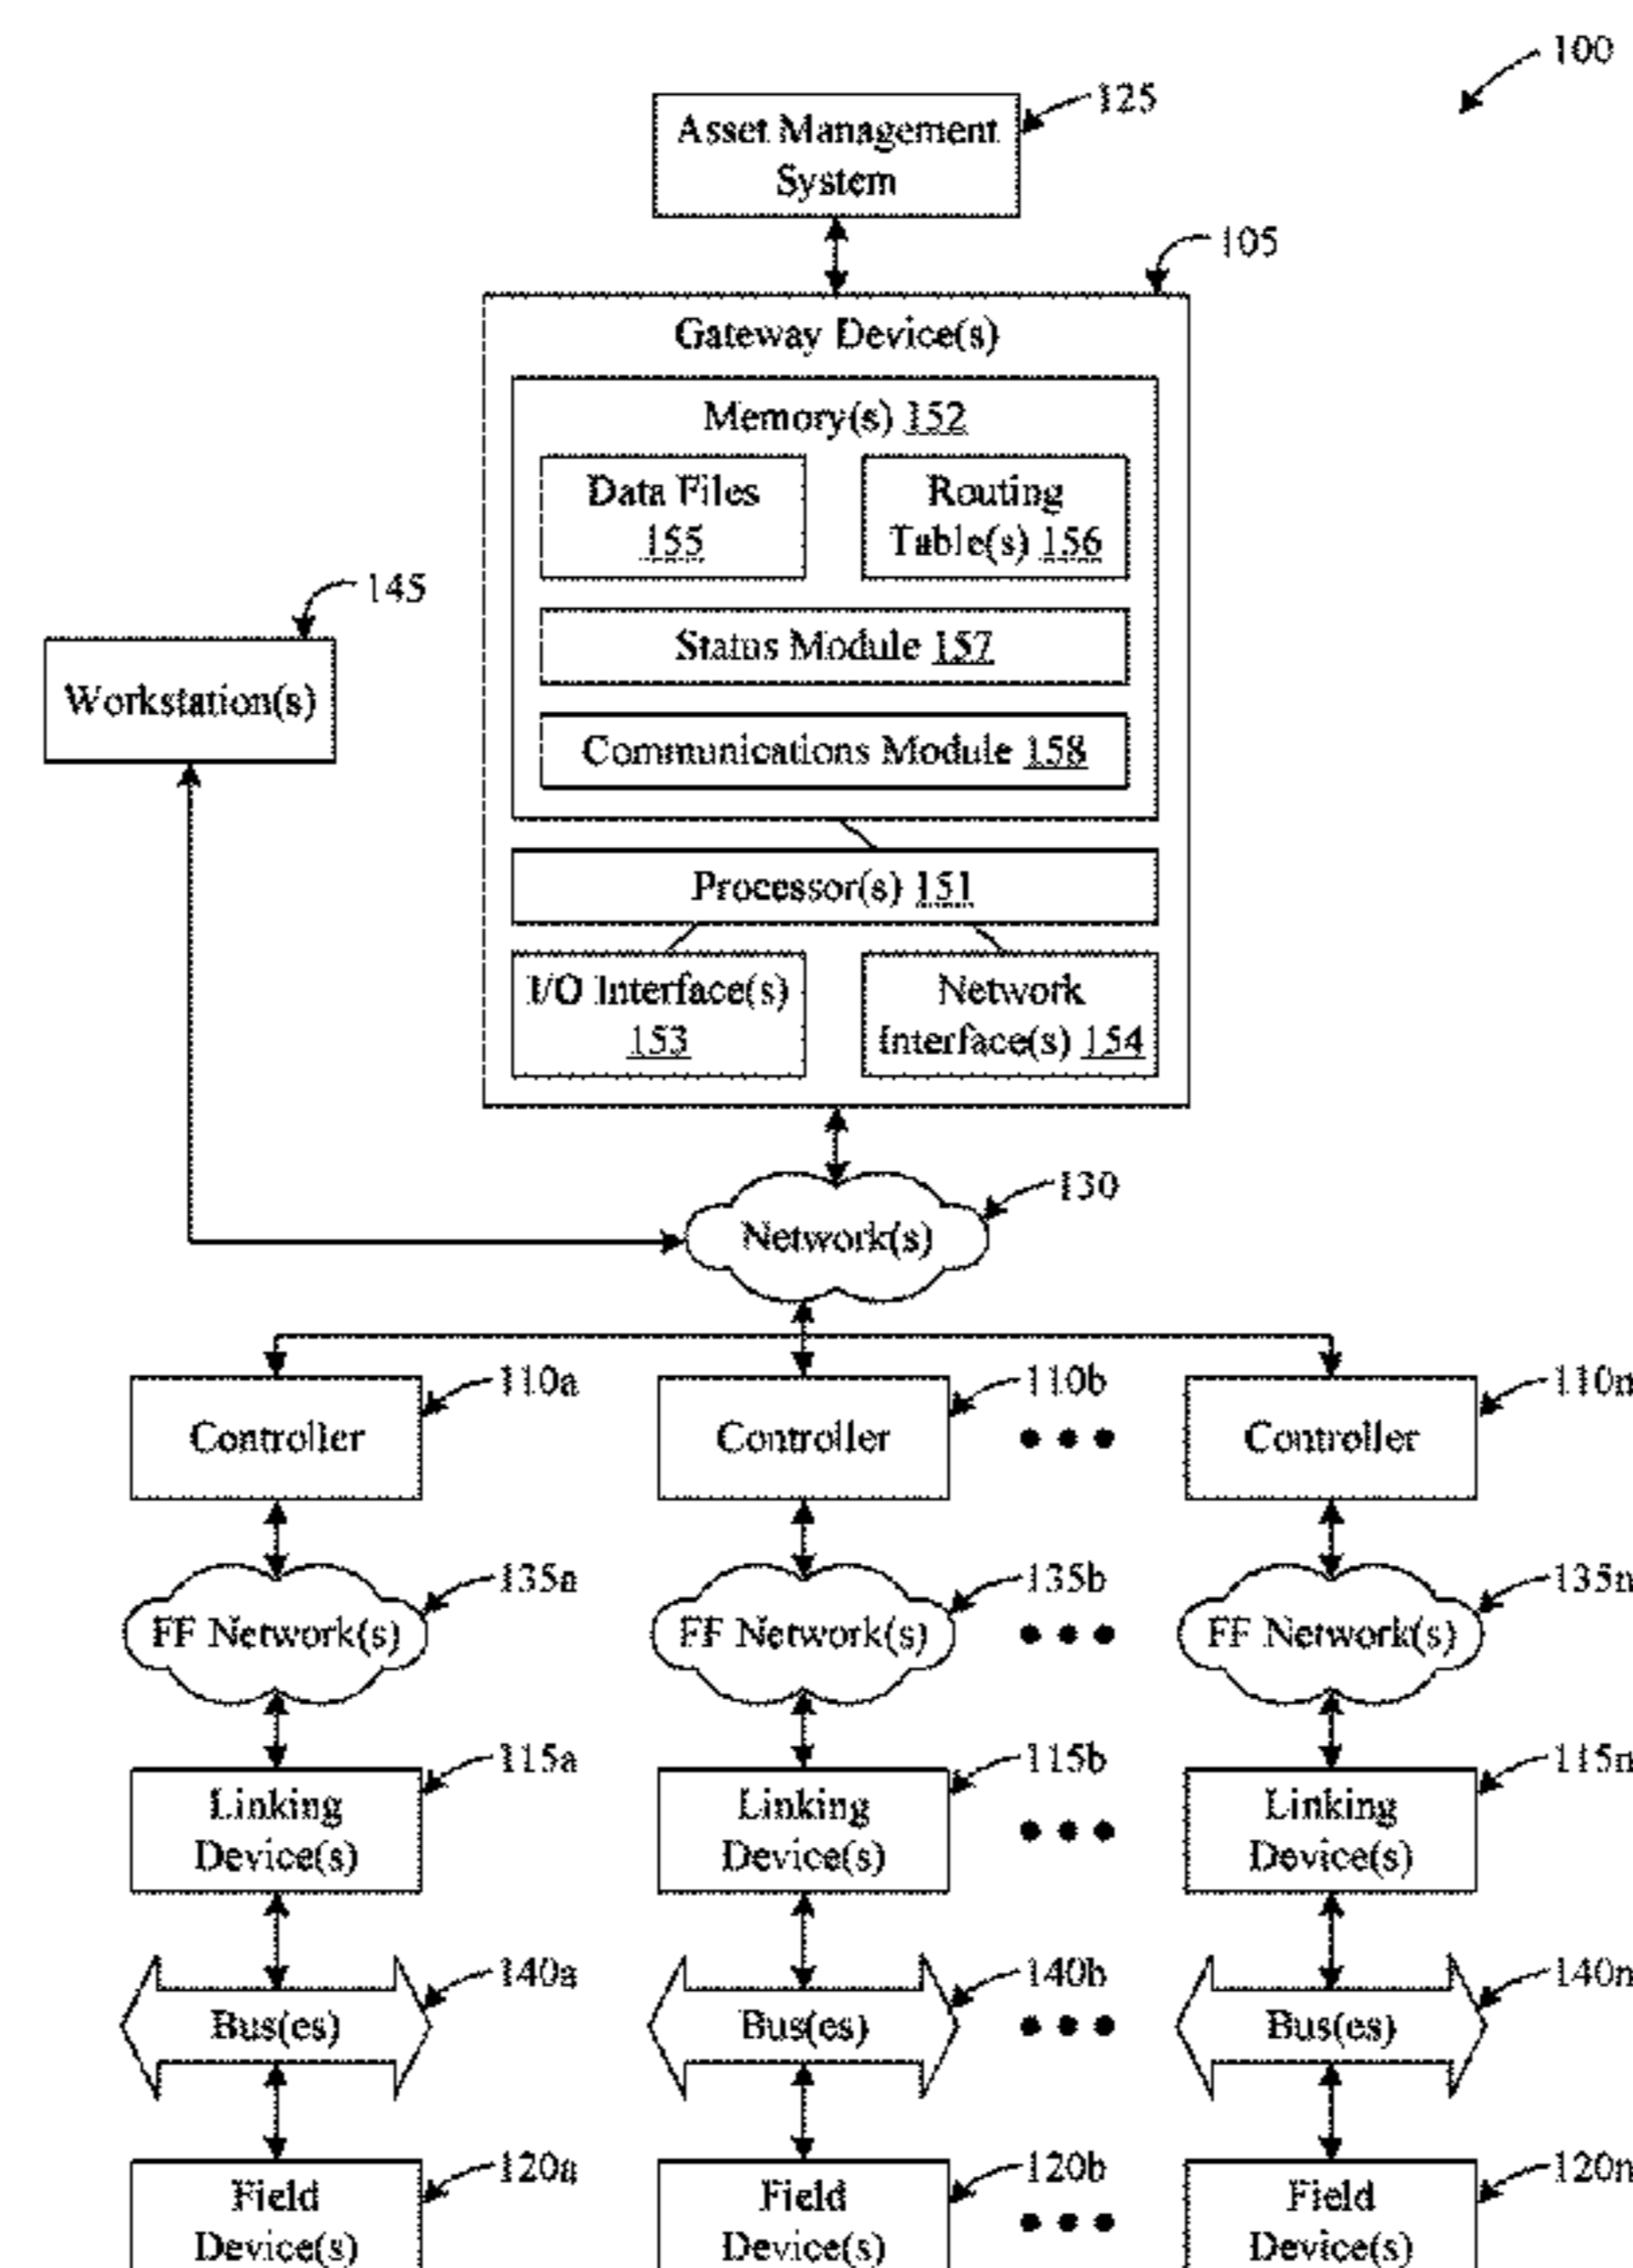 100
125
Asset Management
System
105
Gateway Device(s)
Memory(s) 152
Data Files
155
Routing
Table(s) 156
145
Workstation(s)
Status Module 157
Communications Module 158
Processor(s) 151
I/O Interface(s)
153
Network
Interface(s) 154
130
Network(s)
110a
110b
110n
Controller
Controller
Controller
135a
135b
135n
FF Network(s)
FF Network(s)
FF Network(s)
115a
115b
115n
Linking
Device(s)
Linking
Device(s)
Linking
Device(s)
140a
140b
140n
Bus(es)
Bus(es)
Bus(es)
120a
120b
120n
Field
Device(s)
Field
Device(s)
Field
Device(s)